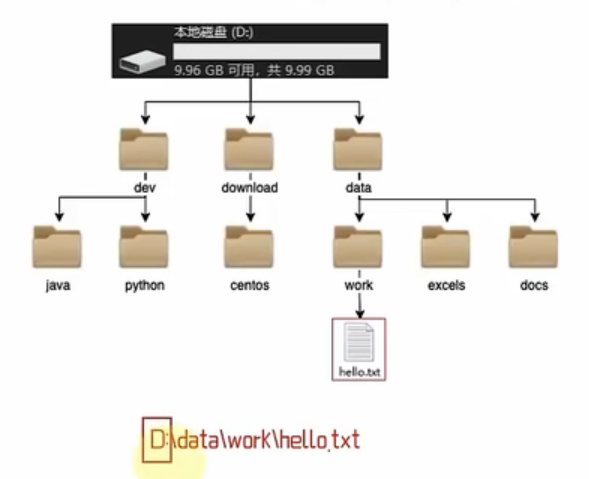 本地磁盘 (D:)
9.96 GB 可用，共 9.99 GB
dev download data
java python centos work excels docs
hello.txt
D:\data\work\hello.txt